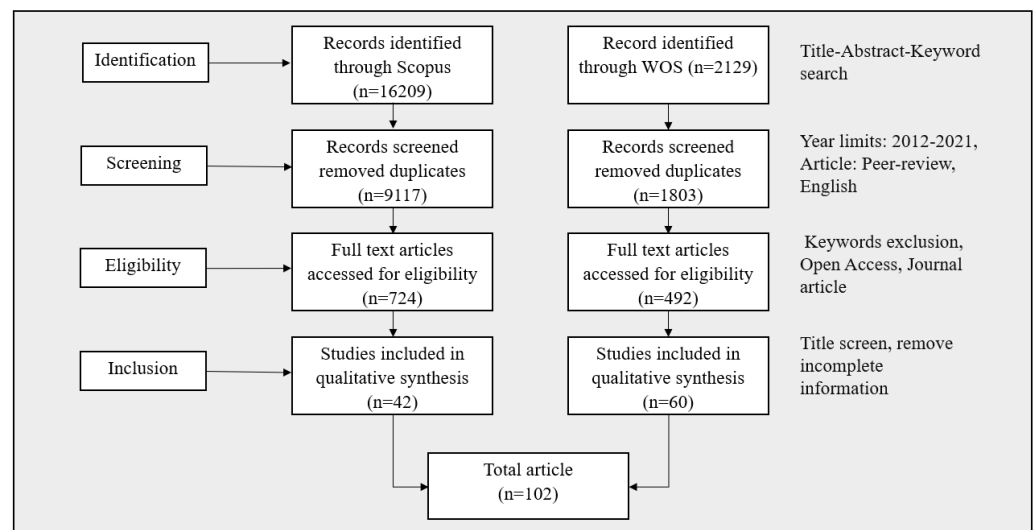 Identification
Records identified
through Scopus
(n=16209)
Record identified
through WOS (n=2129)
Title-Abstract-Keyword
search
Screening
Records screened
removed duplicates
(n=9117)
Records screened
removed duplicates
(n=1803)
Year limits: 2012-2021,
Article: Peer-review,
English
Eligibility
Full text articles
accessed for eligibility
(n=724)
Full text articles
accessed for eligibility
(n=492)
Keywords exclusion,
Open Access, Journal
article
Inclusion
Studies included in
qualitative synthesis
(n=42)
Studies included in
qualitative synthesis
(n=60)
Title screen, remove
incomplete
information
Total article
(n=102)